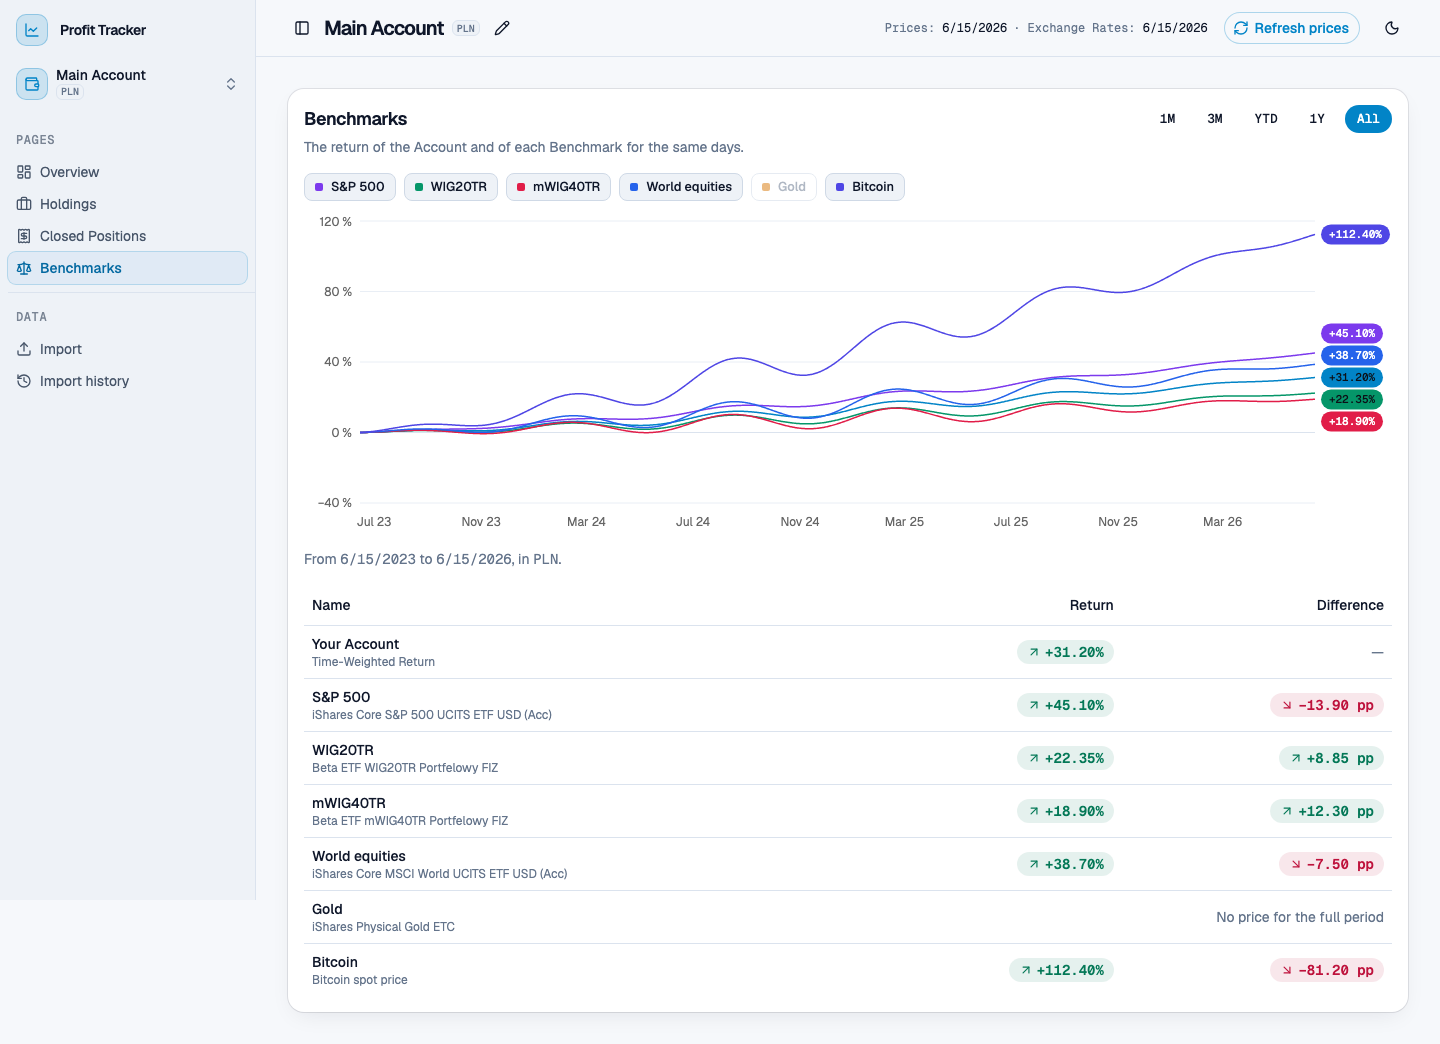 Profit Tracker
Main Account
PLN
PAGES
Overview
Holdings
Closed Positions
Benchmarks
DATA
Import
Import history
Main Account PLN
Prices: 6/15/2026 · Exchange Rates: 6/15/2026
Refresh prices
Benchmarks
1M 3M YTD 1Y All
The return of the Account and of each Benchmark for the same days.
S&P 500 WIG20TR mWIG40TR World equities Gold Bitcoin
120 %
80 %
40 %
0 %
−40 %
+112.40%
+45.10%
+38.70%
+31.20%
+22.35%
+18.90%
Jul 23 Nov 23 Mar 24 Jul 24 Nov 24 Mar 25 Jul 25 Nov 25 Mar 26
From 6/15/2023 to 6/15/2026, in PLN.
Name Return Difference
Your Account
Time-Weighted Return
+31.20% —
S&P 500
iShares Core S&P 500 UCITS ETF USD (Acc)
+45.10% −13.90 pp
WIG20TR
Beta ETF WIG20TR Portfelowy FIZ
+22.35% +8.85 pp
mWIG40TR
Beta ETF mWIG40TR Portfelowy FIZ
+18.90% +12.30 pp
World equities
iShares Core MSCI World UCITS ETF USD (Acc)
+38.70% −7.50 pp
Gold
iShares Physical Gold ETC
No price for the full period
Bitcoin
Bitcoin spot price
+112.40% −81.20 pp